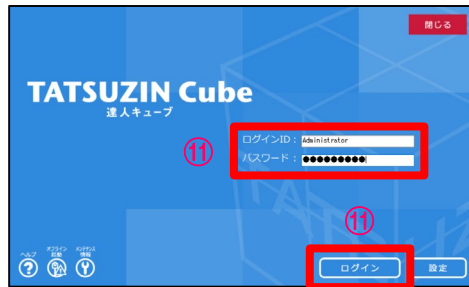 閉じる
TATSUZIN Cube
達人キューブ
⑪
ログインID： Administrator
パスワード： ●●●●●●●●●
⑪
ヘルプ
オフライン起動
メンテナンス情報
ログイン
設定